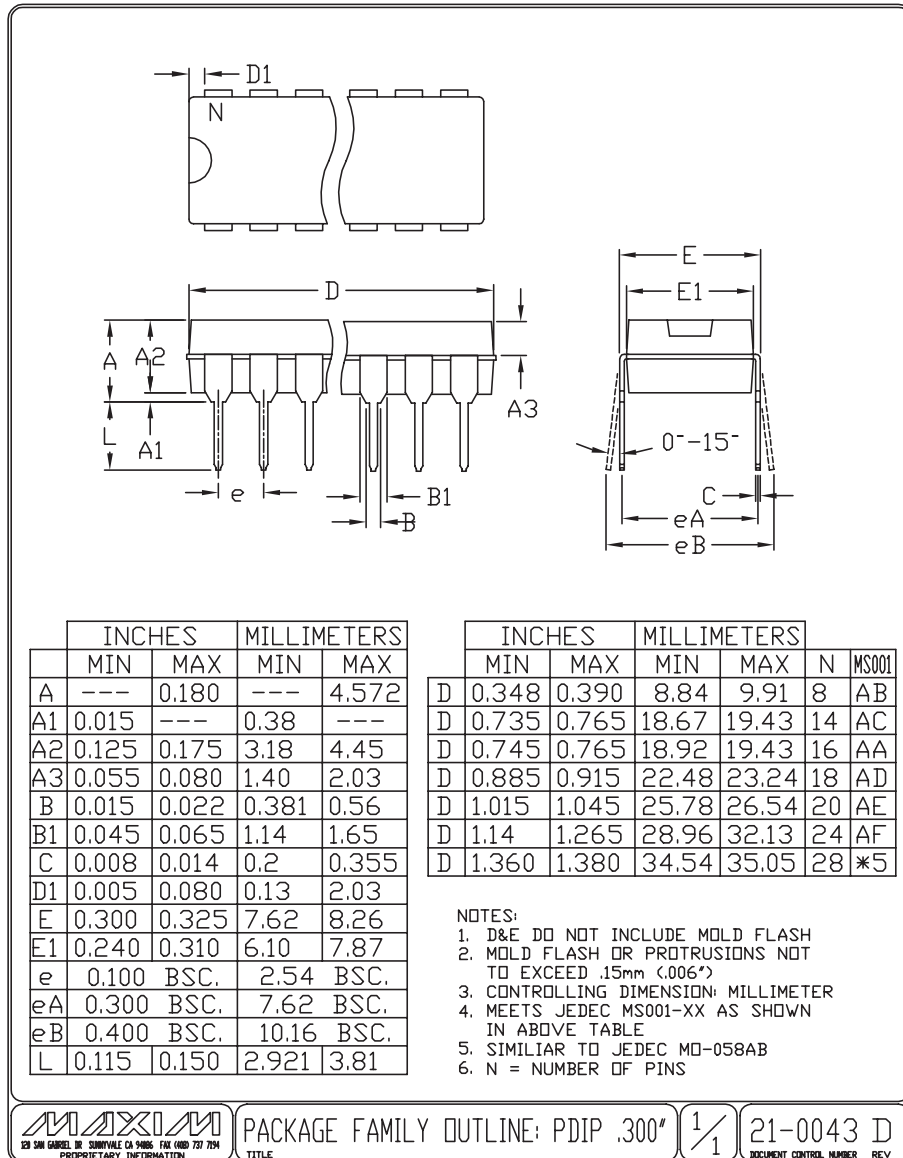 D1
N
D
E
E1
A
A2
A3
L
A1
0°-15°
e
B1
B
C
eA
eB
INCHES MILLIMETERS
MIN MAX MIN MAX
A --- 0.180 --- 4.572
A1 0.015 --- 0.38 ---
A2 0.125 0.175 3.18 4.45
A3 0.055 0.080 1.40 2.03
B 0.015 0.022 0.381 0.56
B1 0.045 0.065 1.14 1.65
C 0.008 0.014 0.2 0.355
D1 0.005 0.080 0.13 2.03
E 0.300 0.325 7.62 8.26
E1 0.240 0.310 6.10 7.87
e 0.100 BSC. 2.54 BSC.
eA 0.300 BSC. 7.62 BSC.
eB 0.400 BSC. 10.16 BSC.
L 0.115 0.150 2.921 3.81
INCHES MILLIMETERS
MIN MAX MIN MAX N MS001
D 0.348 0.390 8.84 9.91 8 AB
D 0.735 0.765 18.67 19.43 14 AC
D 0.745 0.765 18.92 19.43 16 AA
D 0.885 0.915 22.48 23.24 18 AD
D 1.015 1.045 25.78 26.54 20 AE
D 1.14 1.265 28.96 32.13 24 AF
D 1.360 1.380 34.54 35.05 28 *5
NOTES:
1. D&E DO NOT INCLUDE MOLD FLASH
2. MOLD FLASH OR PROTRUSIONS NOT
TO EXCEED .15mm (.006")
3. CONTROLLING DIMENSION: MILLIMETER
4. MEETS JEDEC MS001-XX AS SHOWN
IN ABOVE TABLE
5. SIMILIAR TO JEDEC MO-058AB
6. N = NUMBER OF PINS
MAXIM
120 SAN GABRIEL DR SUNNYVALE CA 94086 FAX (408) 737 7194
PROPRIETARY INFORMATION
PACKAGE FAMILY OUTLINE: PDIP .300"
TITLE
1/1
21-0043 D
DOCUMENT CONTROL NUMBER REV